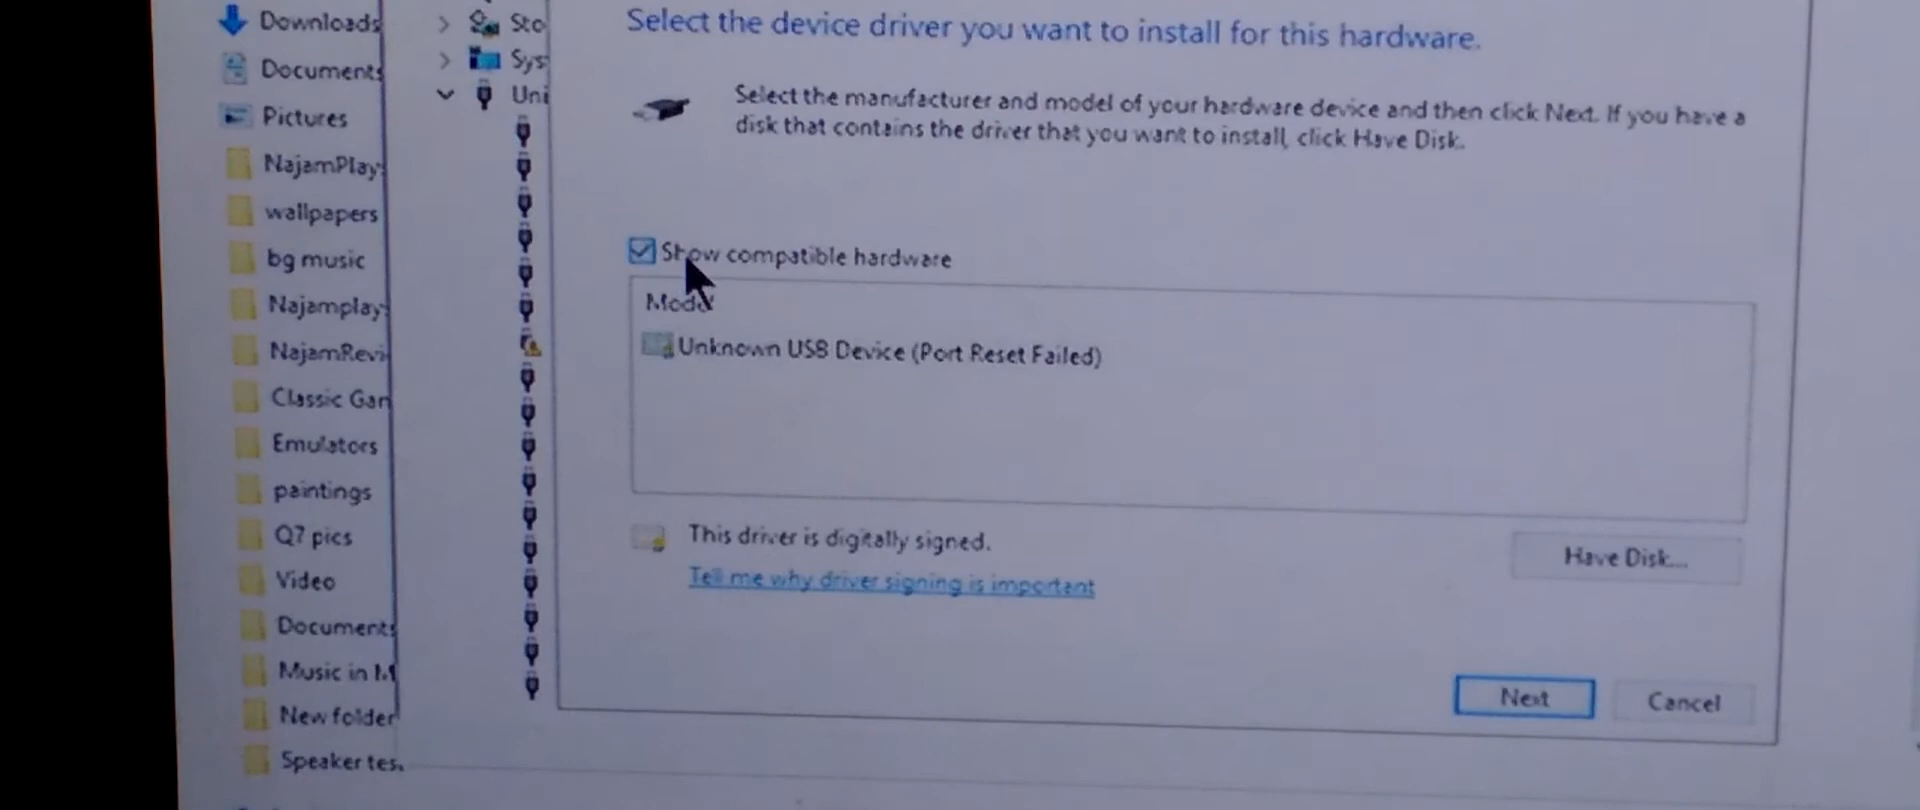 Downloads
Documents
Pictures
NajamPlay
wallpapers
bg music
Najamplay
NajamRevi
Classic Gam
Emulators
paintings
Q7 pics
Video
Documents
Music in M
New folder
Speaker tes
Sto
Sys
Uni
Select the device driver you want to install for this hardware.
Select the manufacturer and model of your hardware device and then click Next. If you have a
disk that contains the driver that you want to install, click Have Disk.
Show compatible hardware
Model
Unknown USB Device (Port Reset Failed)
This driver is digitally signed.
Tell me why driver signing is important
Have Disk...
Next
Cancel